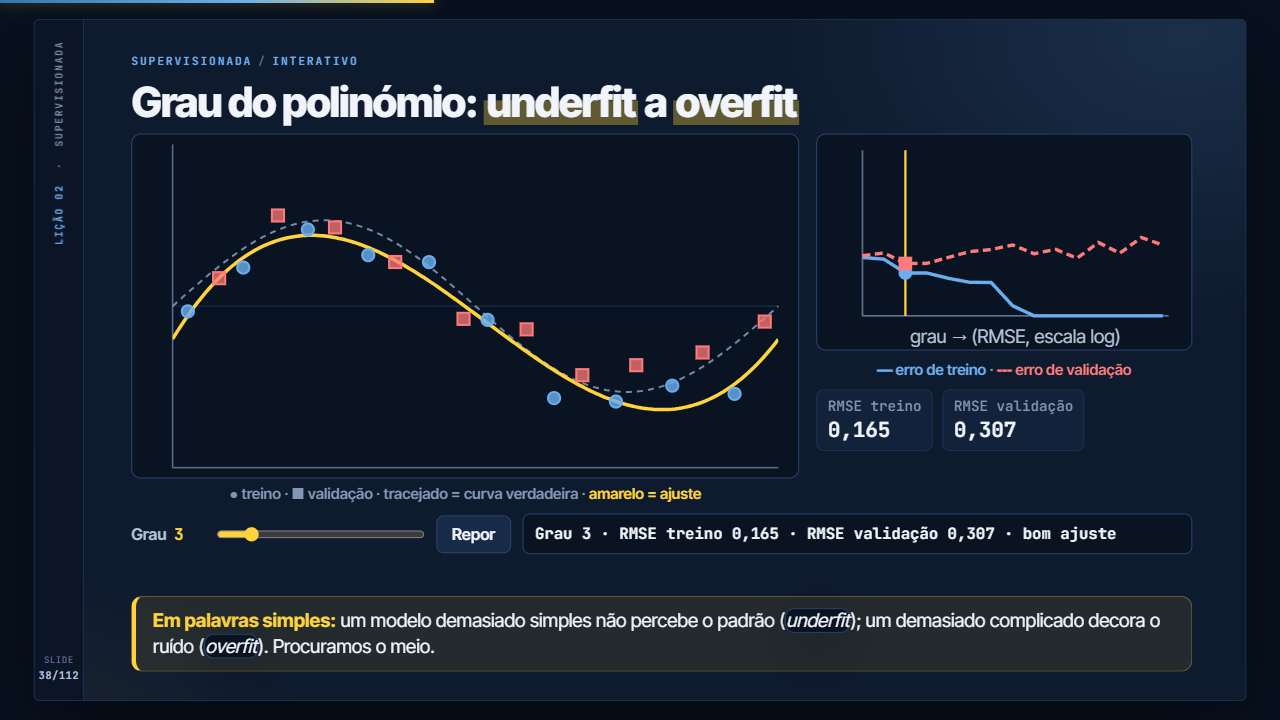 SUPERVISIONADA / INTERATIVO
Grau do polinómio: underfit a overfit
LIÇÃO 02 · SUPERVISIONADA
grau → (RMSE, escala log)
erro de treino · erro de validação
RMSE treino
0,165
RMSE validação
0,307
● treino · ■ validação · tracejado = curva verdadeira · amarelo = ajuste
Grau 3
Repor
Grau 3 · RMSE treino 0,165 · RMSE validação 0,307 · bom ajuste
Em palavras simples: um modelo demasiado simples não percebe o padrão (underfit); um demasiado complicado decora o
ruído (overfit). Procuramos o meio.
SLIDE
38/112